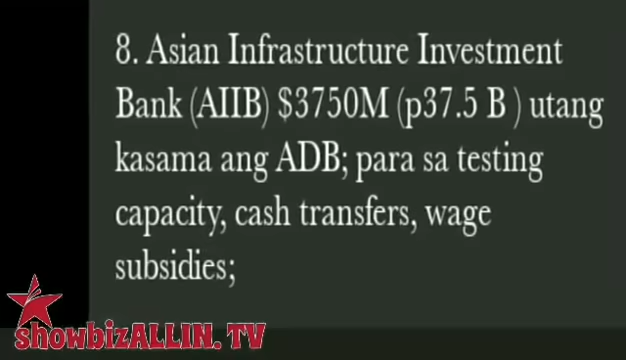 8. Asian Infrastructure Investment
Bank (AIIB) $3750M (p37.5 B ) utang
kasama ang ADB; para sa testing
capacity, cash transfers, wage
subsidies;
showbizALLIN.TV